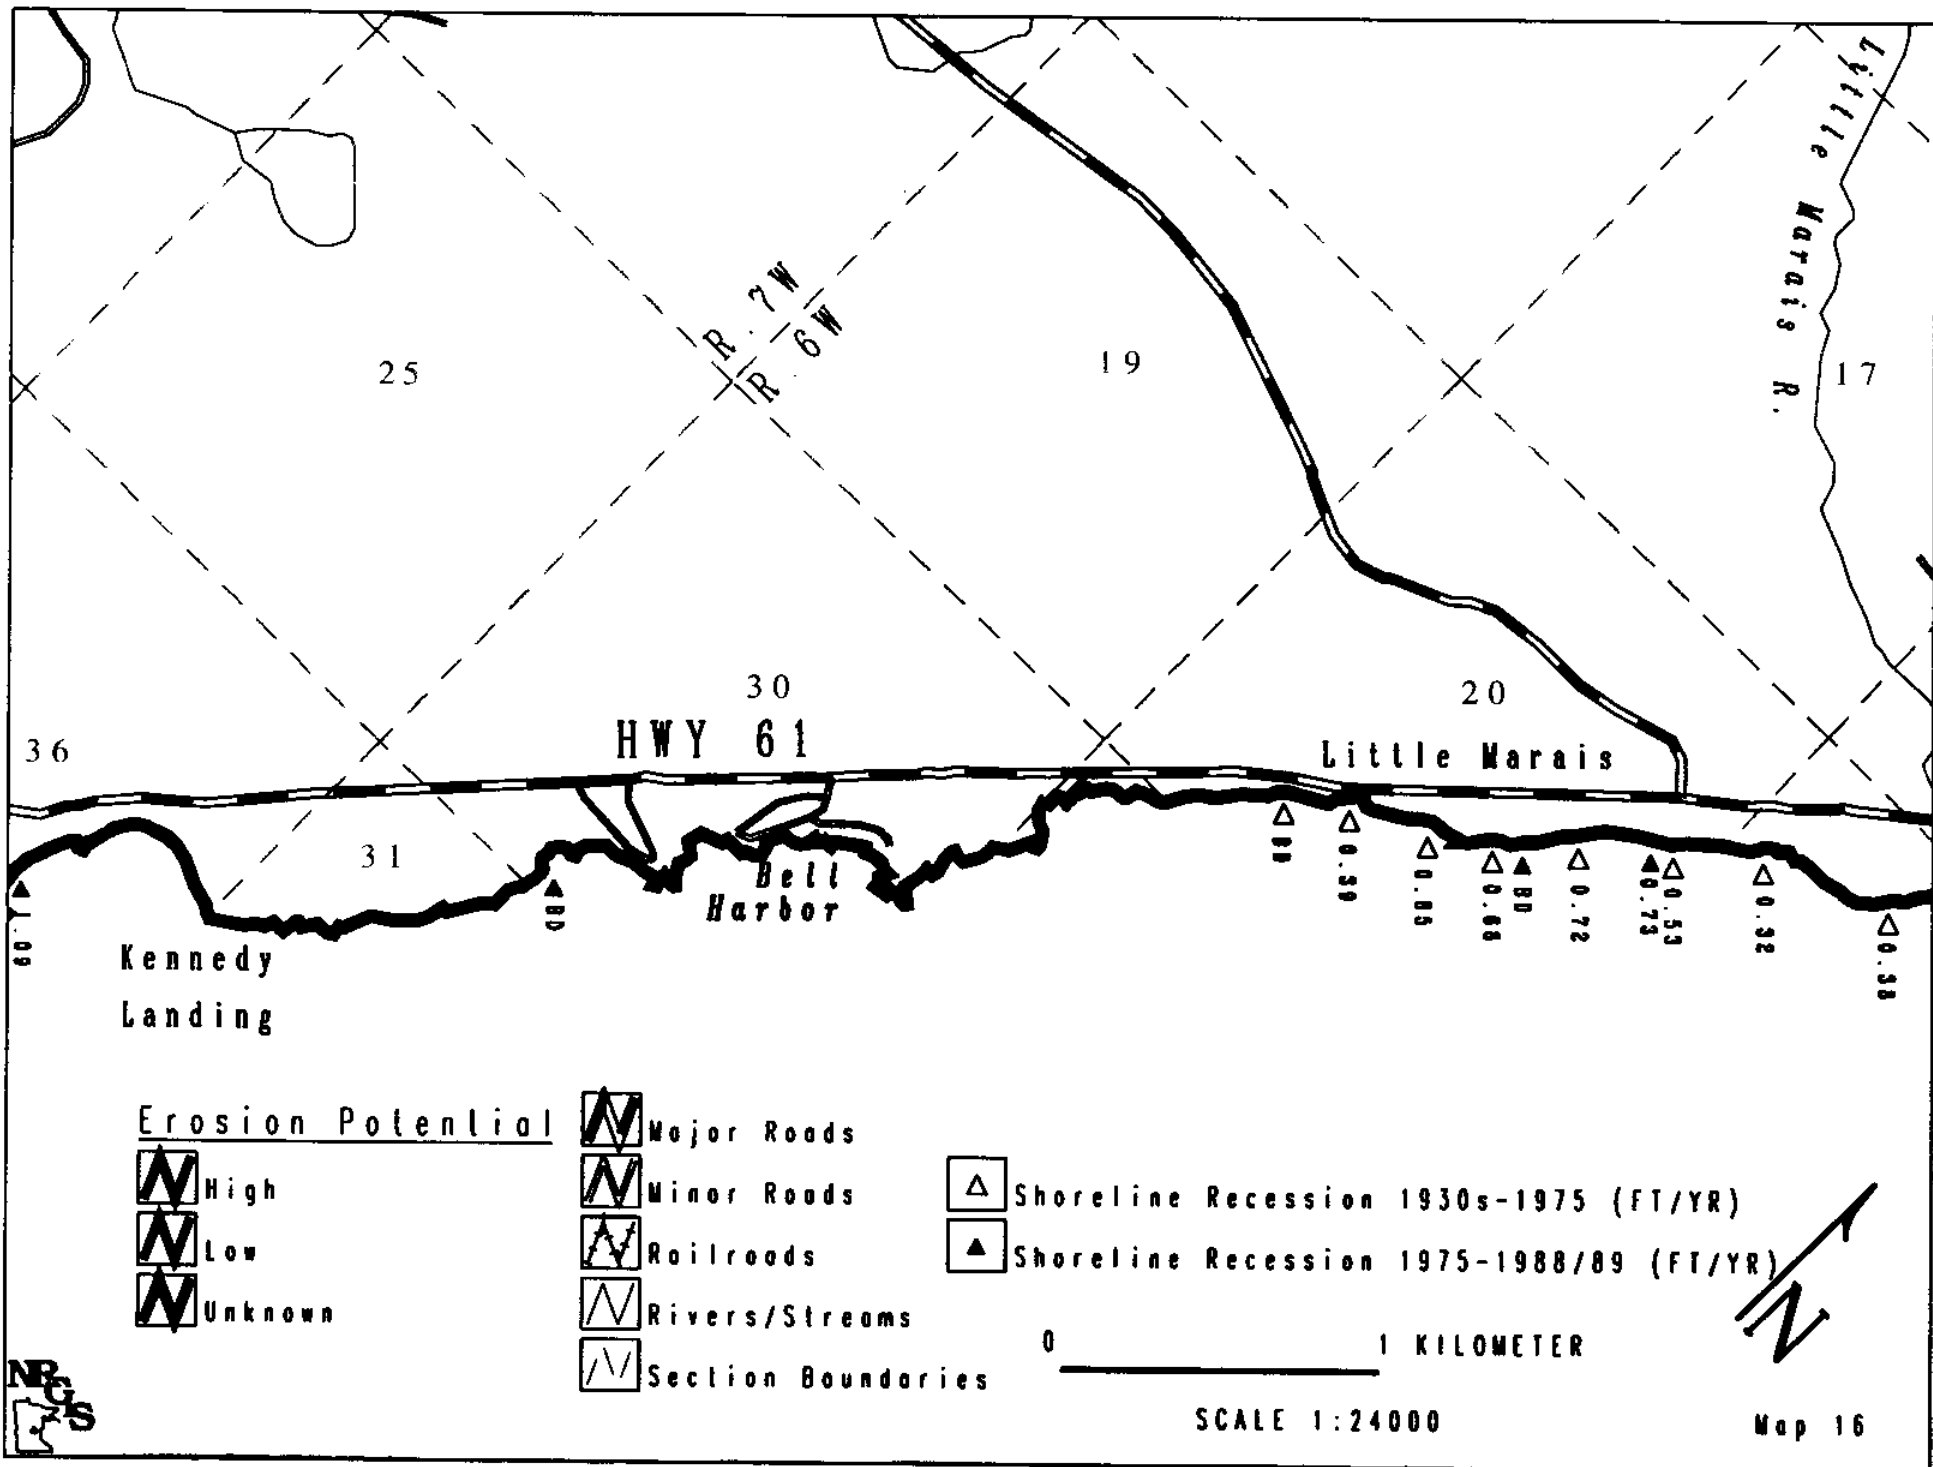 Little Marais R.
R. 7W
R. 6W
25
19
17
30
20
36
HWY 61
Little Marais
31
Bell
Harbor
BD
0.39
0.85
0.68
BD
0.72
0.73
0.53
0.32
0.38
BD
Kennedy
Landing
Erosion Potential
High
Low
Unknown
Major Roads
Minor Roads
Railroads
Rivers/Streams
Section Boundaries
Shoreline Recession 1930s-1975 (FT/YR)
Shoreline Recession 1975-1988/89 (FT/YR)
0 1 KILOMETER
SCALE 1:24000
N
NRGIS
Map 16